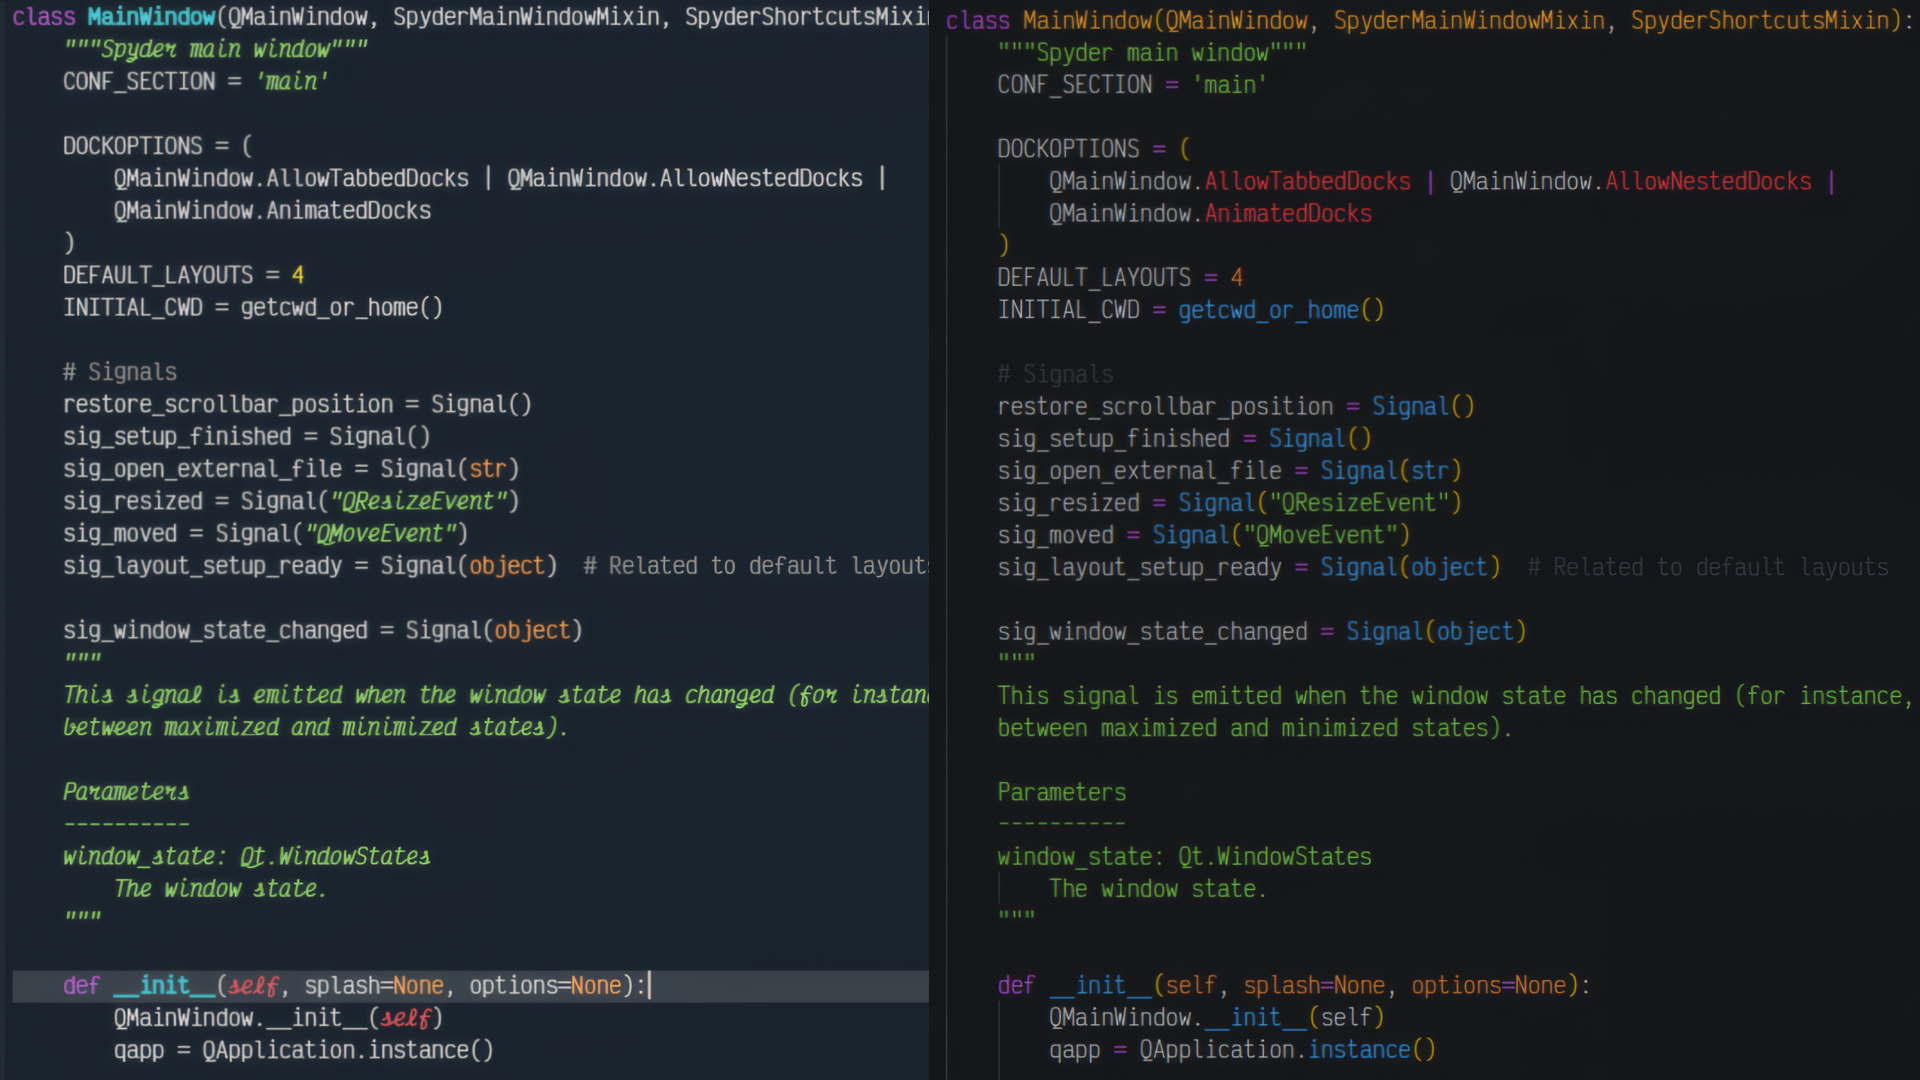 class MainWindow(QMainWindow, SpyderMainWindowMixin, SpyderShortcutsMixi
    """Spyder main window"""
    CONF_SECTION = 'main'

    DOCKOPTIONS = (
        QMainWindow.AllowTabbedDocks | QMainWindow.AllowNestedDocks |
        QMainWindow.AnimatedDocks
    )
    DEFAULT_LAYOUTS = 4
    INITIAL_CWD = getcwd_or_home()

    # Signals
    restore_scrollbar_position = Signal()
    sig_setup_finished = Signal()
    sig_open_external_file = Signal(str)
    sig_resized = Signal("QResizeEvent")
    sig_moved = Signal("QMoveEvent")
    sig_layout_setup_ready = Signal(object)  # Related to default layout

    sig_window_state_changed = Signal(object)
    """
    This signal is emitted when the window state has changed (for instan
    between maximized and minimized states).

    Parameters
    ----------
    window_state: Qt.WindowStates
        The window state.
    """

    def __init__(self, splash=None, options=None):
        QMainWindow.__init__(self)
        qapp = QApplication.instance()
class MainWindow(QMainWindow, SpyderMainWindowMixin, SpyderShortcutsMixin):
    """Spyder main window"""
    CONF_SECTION = 'main'

    DOCKOPTIONS = (
        QMainWindow.AllowTabbedDocks | QMainWindow.AllowNestedDocks |
        QMainWindow.AnimatedDocks
    )
    DEFAULT_LAYOUTS = 4
    INITIAL_CWD = getcwd_or_home()

    # Signals
    restore_scrollbar_position = Signal()
    sig_setup_finished = Signal()
    sig_open_external_file = Signal(str)
    sig_resized = Signal("QResizeEvent")
    sig_moved = Signal("QMoveEvent")
    sig_layout_setup_ready = Signal(object)  # Related to default layouts

    sig_window_state_changed = Signal(object)
    """
    This signal is emitted when the window state has changed (for instance,
    between maximized and minimized states).

    Parameters
    ----------
    window_state: Qt.WindowStates
        The window state.
    """

    def __init__(self, splash=None, options=None):
        QMainWindow.__init__(self)
        qapp = QApplication.instance()